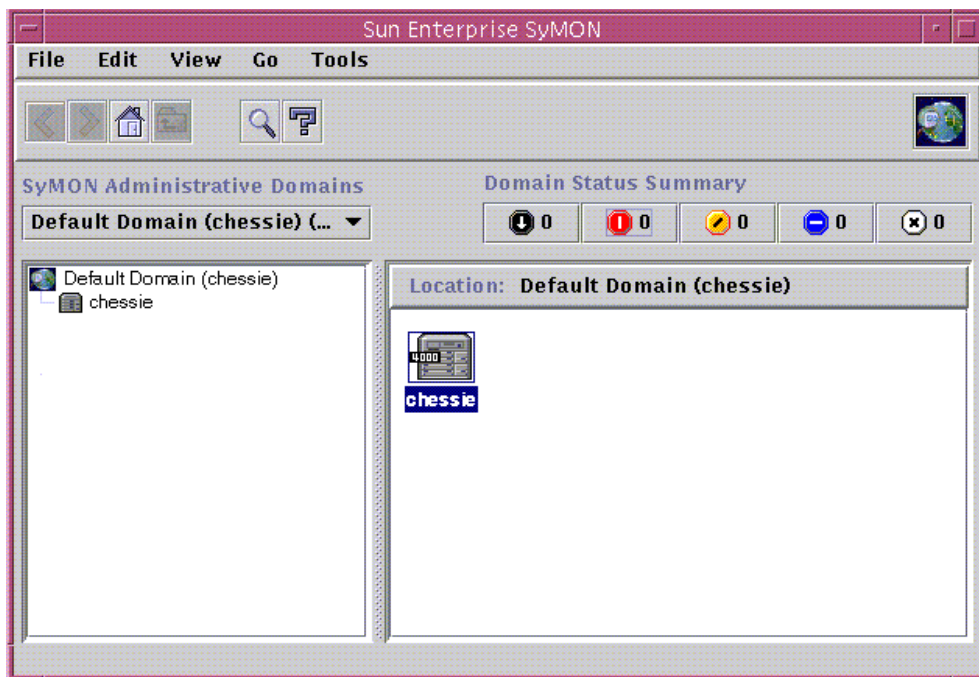 Sun Enterprise SyMON
File Edit View Go Tools
SyMON Administrative Domains
Domain Status Summary
Default Domain (chessie) (...
0 0 0 0 0
Default Domain (chessie)
chessie
Location: Default Domain (chessie)
4000
chessie